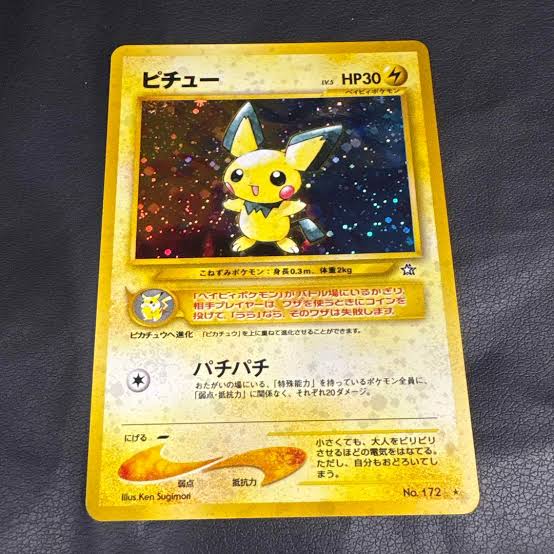 ピチュー LV.5 HP30
ベイビィポケモン
こねずみポケモン：身長0.3m、体重2kg
「ベイビィポケモン」がバトル場にいるかぎり、
相手プレイヤーは、ワザを使うときにコインを
投げて、「うら」なら、そのワザは失敗します。
ピカチュウへ進化 「ピカチュウ」を上に重ねて進化させることができます。
パチパチ
おたがいの場にいる、「特殊能力」を持っているポケモン全員に、
「弱点・抵抗力」に関係なく、それぞれ20ダメージ。
にげる
弱点 抵抗力
小さくても、大人をビリビリ
させるほどの電気をはなてる。
ただし、自分もおどろいてし
まう。
Illus.Ken Sugimori
No. 172 ★